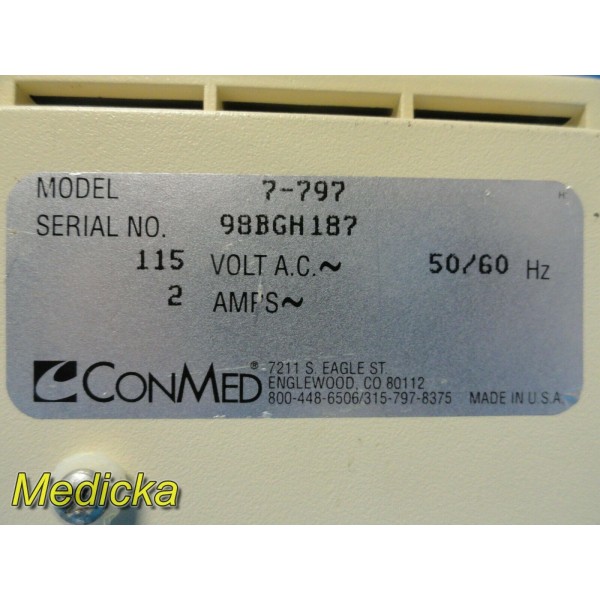 MODEL 7-797
SERIAL NO. 98BGH187
115 VOLT A.C.~ 50/60 Hz
2 AMPS~
CONMED® 7211 S. EAGLE ST.
ENGLEWOOD, CO 80112
800-448-6506/315-797-8375 MADE IN U.S.A.
Medicka